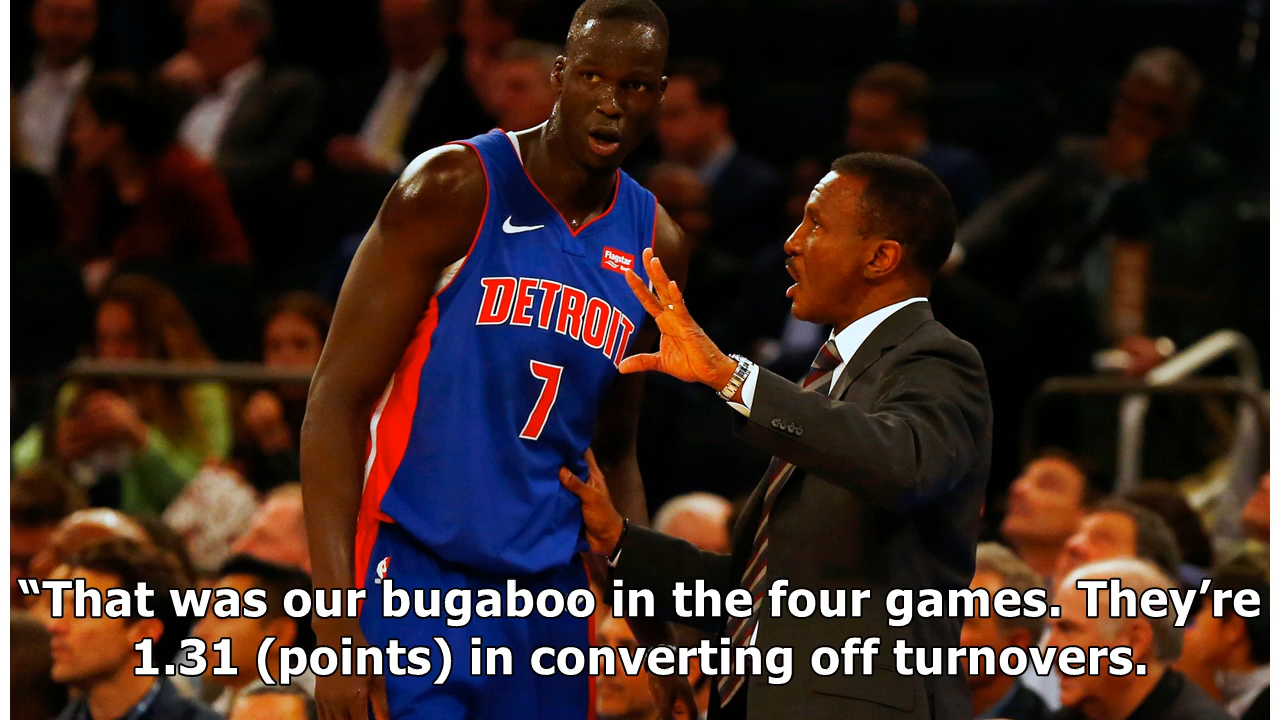 Flagstar
DETROIT
7
“That was our bugaboo in the four games. They’re
1.31 (points) in converting off turnovers.